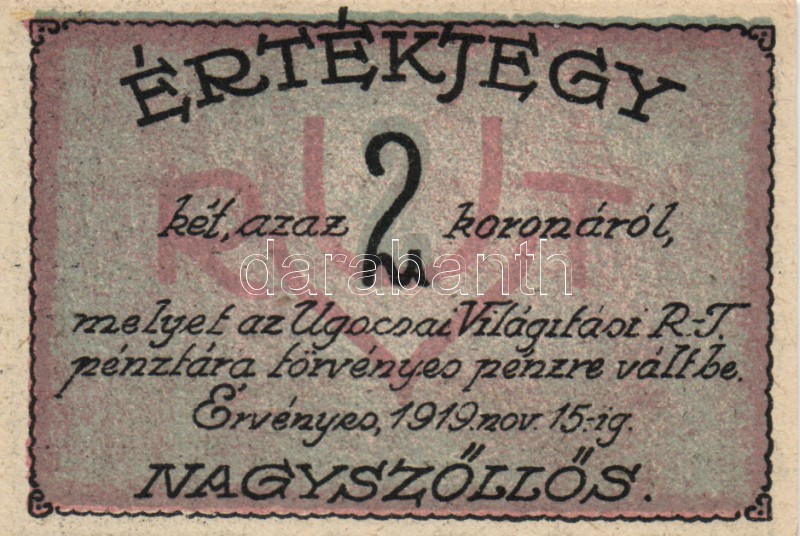 ÉRTÉKJEGY
két, azaz 2 koronáról,
R U T
darabanth
melyet az Ugocsai Világítási R.-T.
pénztára törvényes pénzre vált be.
Érvényes, 1919. nov. 15.-ig.
NAGYSZŐLLŐS.